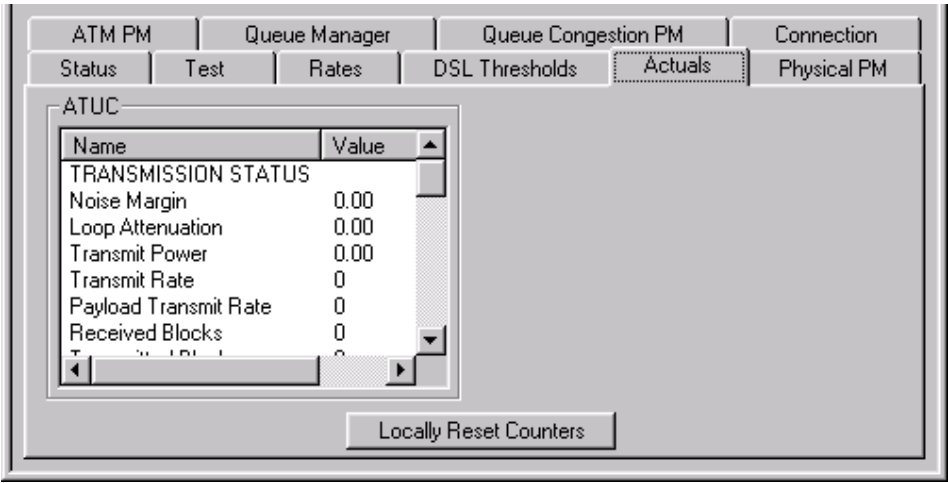 ATM PM Queue Manager Queue Congestion PM Connection
Status Test Rates DSL Thresholds Actuals Physical PM
ATUC
Name Value
TRANSMISSION STATUS
Noise Margin 0.00
Loop Attenuation 0.00
Transmit Power 0.00
Transmit Rate 0
Payload Transmit Rate 0
Received Blocks 0
Locally Reset Counters